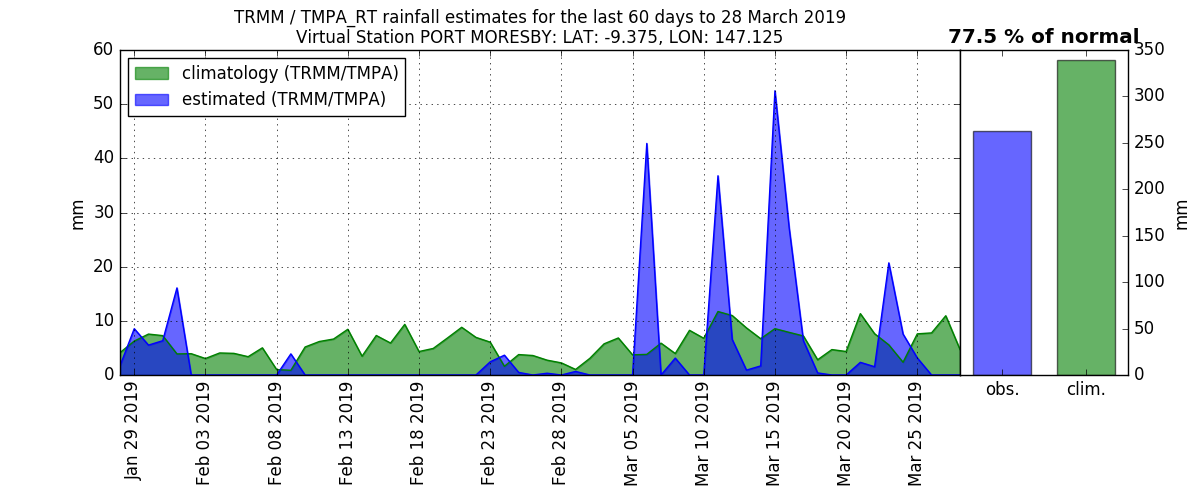 TRMM / TMPA_RT rainfall estimates for the last 60 days to 28 March 2019
Virtual Station PORT MORESBY: LAT: -9.375, LON: 147.125
77.5 % of normal
climatology (TRMM/TMPA)
estimated (TRMM/TMPA)
60
50
40
30
20
10
0
mm
350
300
250
200
150
100
50
0
mm
Jan 29 2019
Feb 03 2019
Feb 08 2019
Feb 13 2019
Feb 18 2019
Feb 23 2019
Feb 28 2019
Mar 05 2019
Mar 10 2019
Mar 15 2019
Mar 20 2019
Mar 25 2019
obs.
clim.